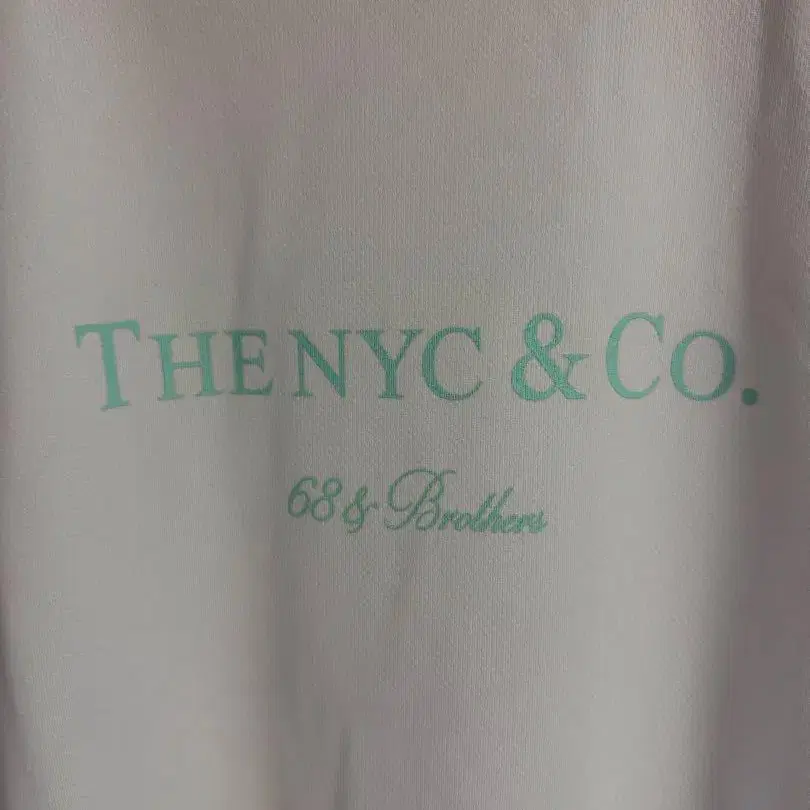 THE NYC & CO.
68 & Brothers